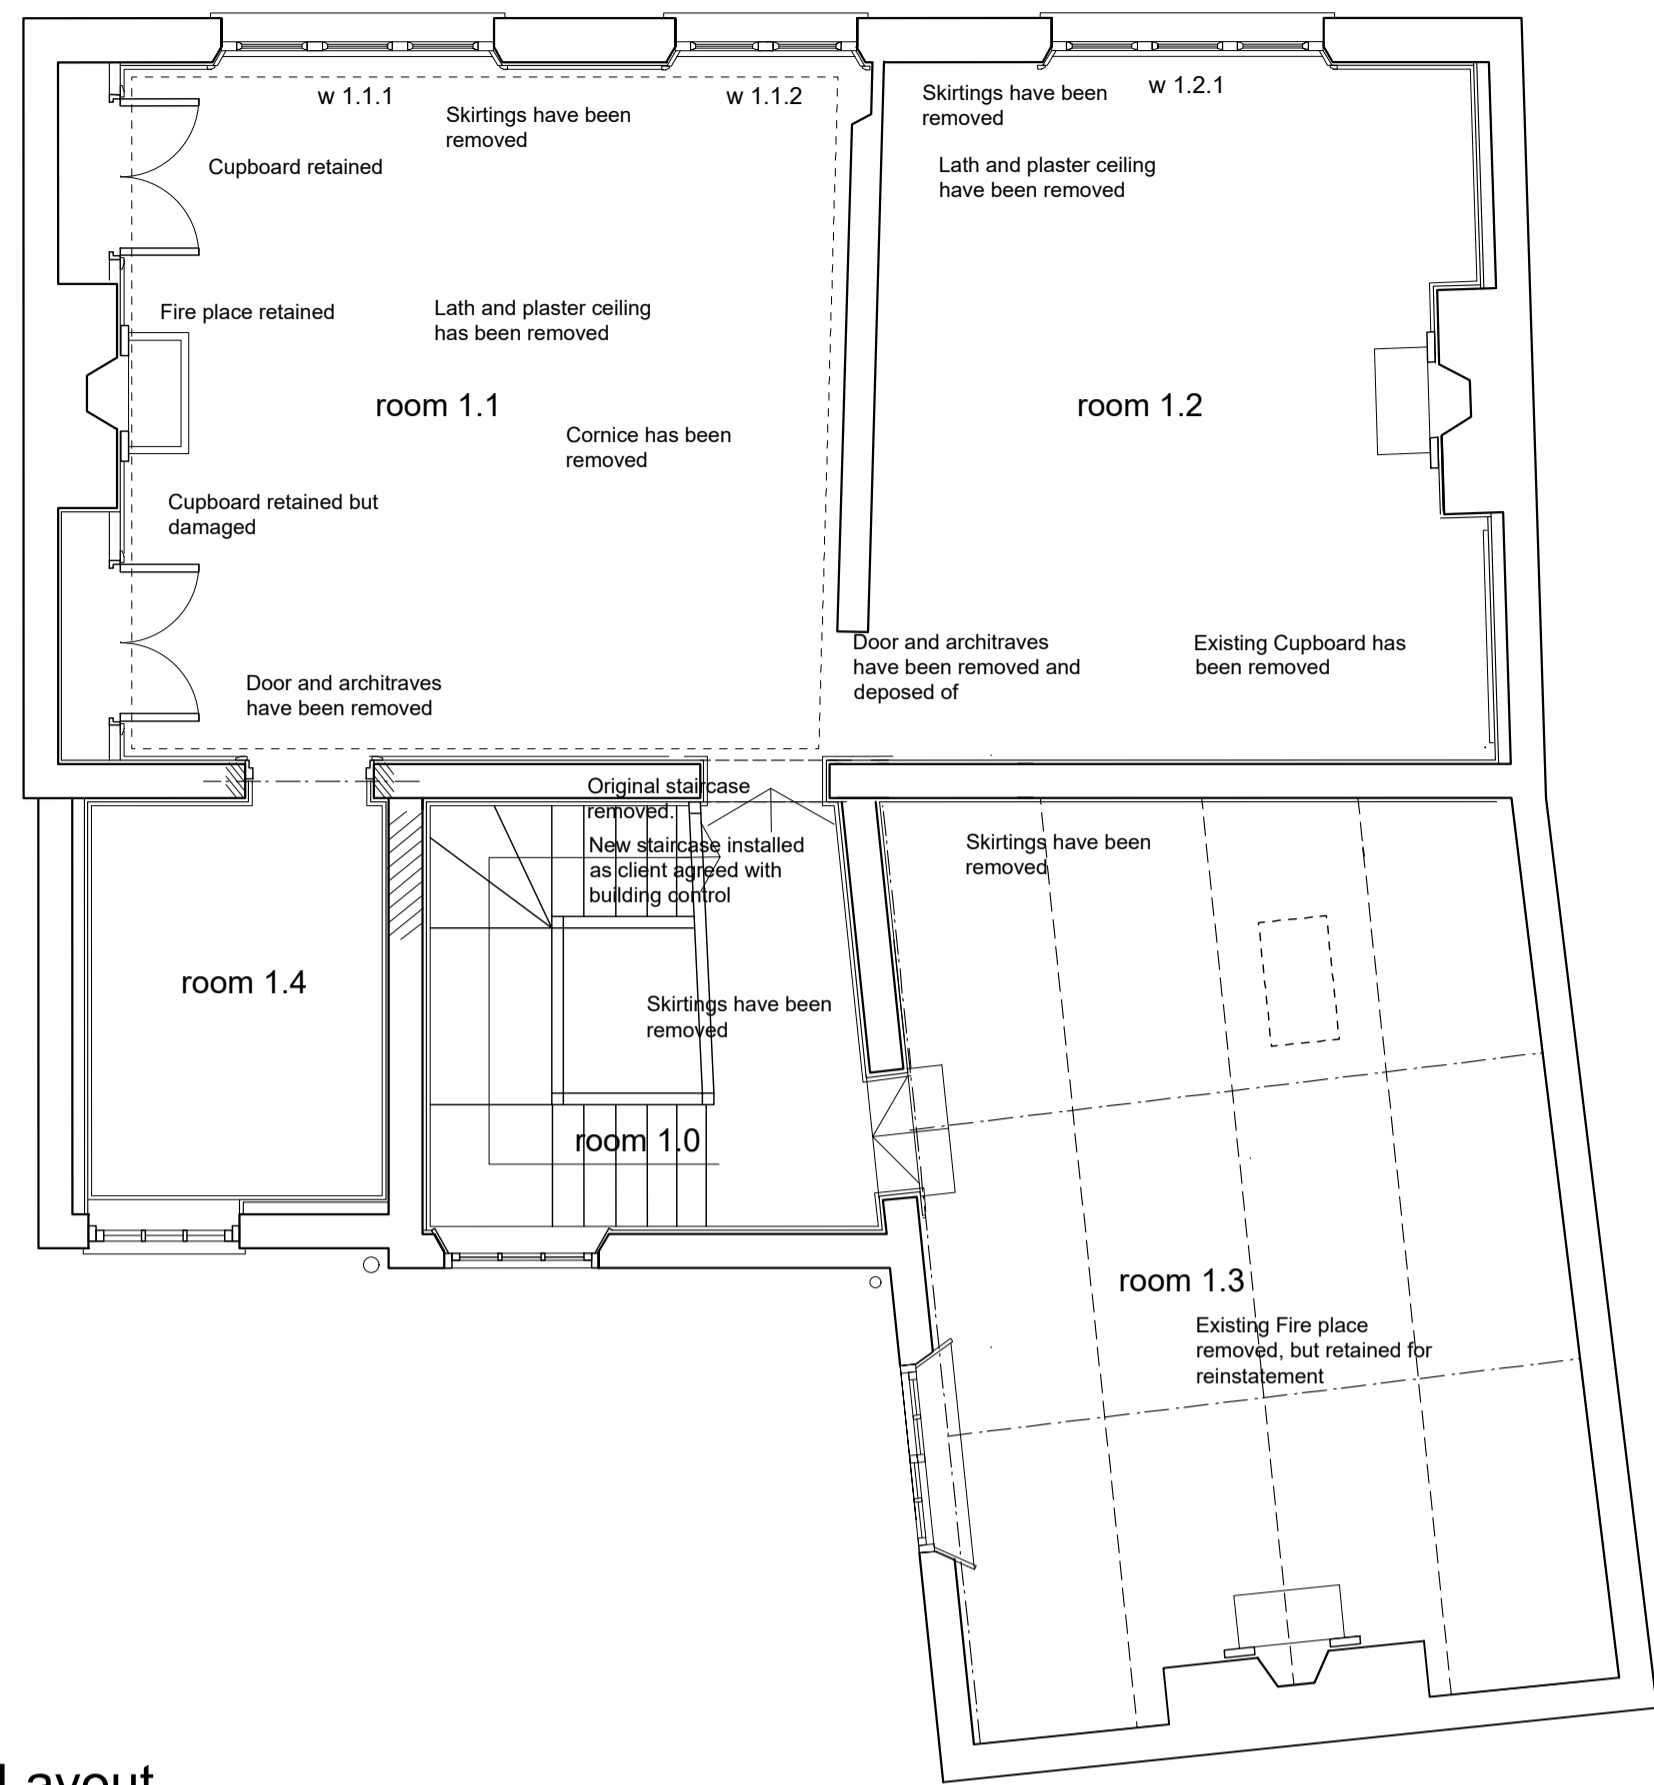 w 1.1.1
w 1.1.2
w 1.2.1
Skirtings have been
removed
Skirtings have been
removed
Cupboard retained
Lath and plaster ceiling
have been removed
Fire place retained
Lath and plaster ceiling
has been removed
room 1.1
room 1.2
Cornice has been
removed
Cupboard retained but
damaged
Door and architraves
have been removed
Door and architraves
have been removed and
deposed of
Existing Cupboard has
been removed
Original staircase
removed.
New staircase installed
as client agreed with
building control
Skirtings have been
removed
room 1.4
Skirtings have been
removed
room 1.0
room 1.3
Existing Fire place
removed, but retained for
reinstatement
Layout